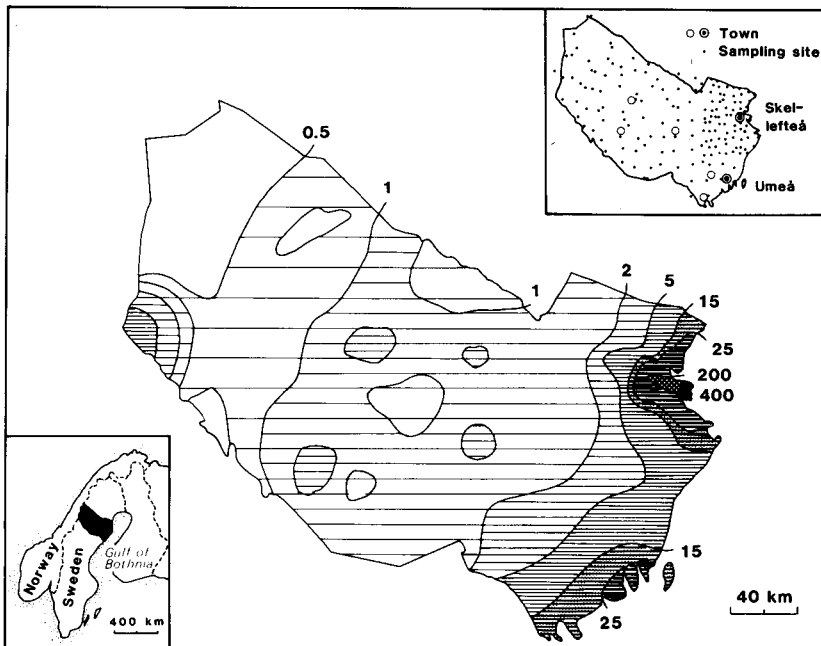 Town
Sampling site
Skel-
lefteå
Umeå
0.5
1
1
2
5
15
25
200
400
15
25
40 km
Norway
Sweden
Gulf of
Bothnia
400 km